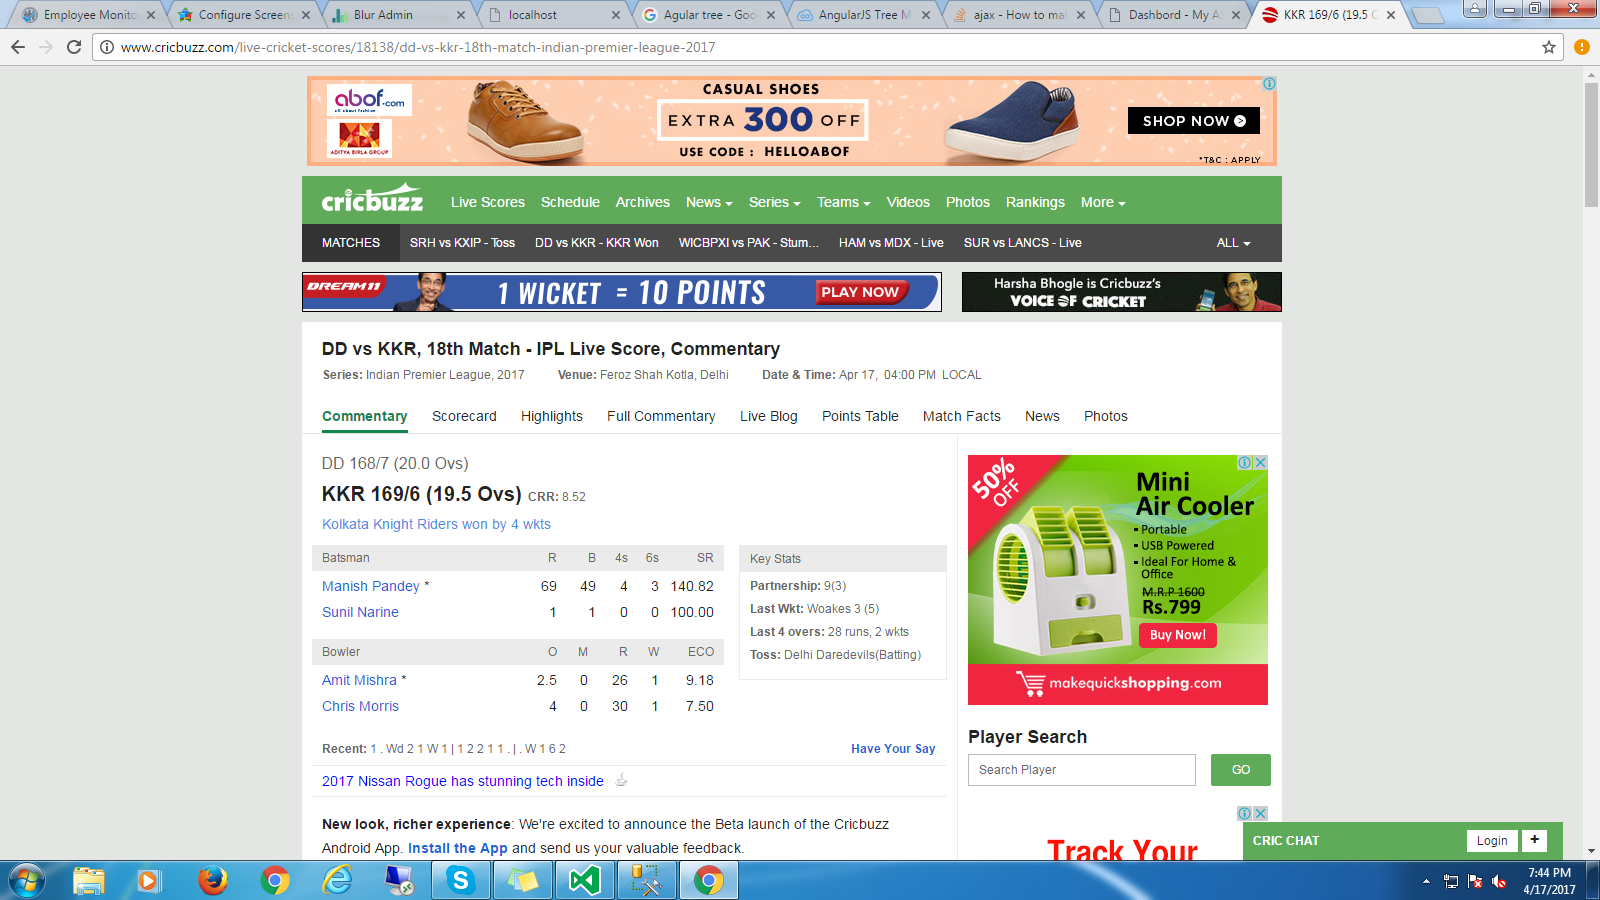 Employee Monito
Configure Screens
Blur Admin
localhost
Agular tree - Goo
AngularJS Tree M
ajax - How to mal
Dashbord - My A
KKR 169/6 (19.5 O
www.cricbuzz.com/live-cricket-scores/18138/dd-vs-kkr-18th-match-indian-premier-league-2017
abof.com
all about fashion
ADITYA BIRLA GROUP
CASUAL SHOES
EXTRA 300 OFF
USE CODE : HELLOABOF
SHOP NOW
*T&C : APPLY
cricbuzz
Live Scores Schedule Archives News Series Teams Videos Photos Rankings More
MATCHES SRH vs KXIP - Toss DD vs KKR - KKR Won WICBPXI vs PAK - Stum... HAM vs MDX - Live SUR vs LANCS - Live ALL
DREAM11 1 WICKET = 10 POINTS PLAY NOW
Harsha Bhogle is Cricbuzz's
VOICE OF CRICKET
DD vs KKR, 18th Match - IPL Live Score, Commentary
Series: Indian Premier League, 2017 Venue: Feroz Shah Kotla, Delhi Date & Time: Apr 17, 04:00 PM LOCAL
Commentary Scorecard Highlights Full Commentary Live Blog Points Table Match Facts News Photos
DD 168/7 (20.0 Ovs)
KKR 169/6 (19.5 Ovs) CRR: 8.52
Kolkata Knight Riders won by 4 wkts
Batsman R B 4s 6s SR
Manish Pandey * 69 49 4 3 140.82
Sunil Narine 1 1 0 0 100.00
Bowler O M R W ECO
Amit Mishra * 2.5 0 26 1 9.18
Chris Morris 4 0 30 1 7.50
Key Stats
Partnership: 9(3)
Last Wkt: Woakes 3 (5)
Last 4 overs: 28 runs, 2 wkts
Toss: Delhi Daredevils(Batting)
Recent: 1 . Wd 2 1 W 1 | 1 2 2 1 1 . | . W 1 6 2
Have Your Say
2017 Nissan Rogue has stunning tech inside
New look, richer experience: We're excited to announce the Beta launch of the Cricbuzz
Android App. Install the App and send us your valuable feedback.
50%
OFF
Mini
Air Cooler
Portable
USB Powered
Ideal For Home &
Office
M.R.P 1600
Rs.799
Buy Now!
makequickshopping.com
Player Search
Search Player
GO
Track Your
CRIC CHAT
Login
+
7:44 PM
4/17/2017